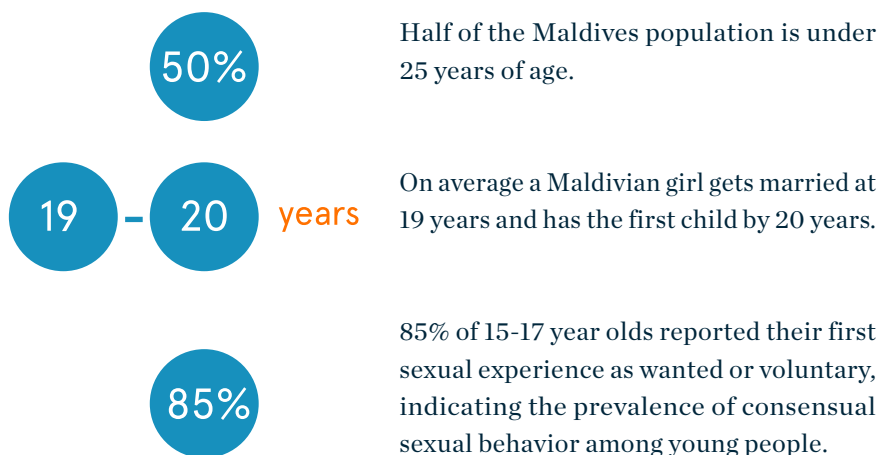 50%
Half of the Maldives population is under
25 years of age.
19 - 20 years
On average a Maldivian girl gets married at
19 years and has the first child by 20 years.
85%
85% of 15-17 year olds reported their first
sexual experience as wanted or voluntary,
indicating the prevalence of consensual
sexual behavior among young people.